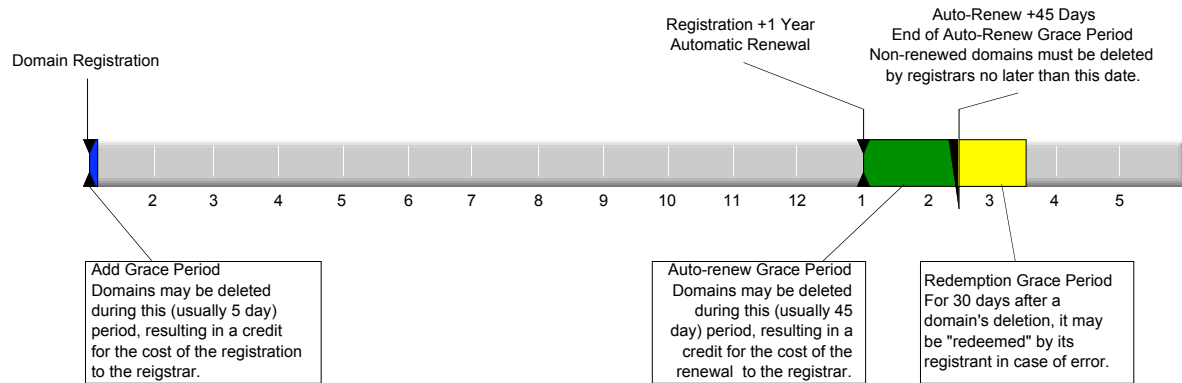 Domain Registration
Registration +1 Year
Automatic Renewal
Auto-Renew +45 Days
End of Auto-Renew Grace Period
Non-renewed domains must be deleted
by registrars no later than this date.
2 3 4 5 6 7 8 9 10 11 12 1 2 3 4 5
Add Grace Period
Domains may be deleted
during this (usually 5 day)
period, resulting in a credit
for the cost of the registration
to the reigstrar.
Auto-renew Grace Period
Domains may be deleted
during this (usually 45
day) period, resulting in a
credit for the cost of the
renewal to the registrar.
Redemption Grace Period
For 30 days after a
domain's deletion, it may
be "redeemed" by its
registrant in case of error.